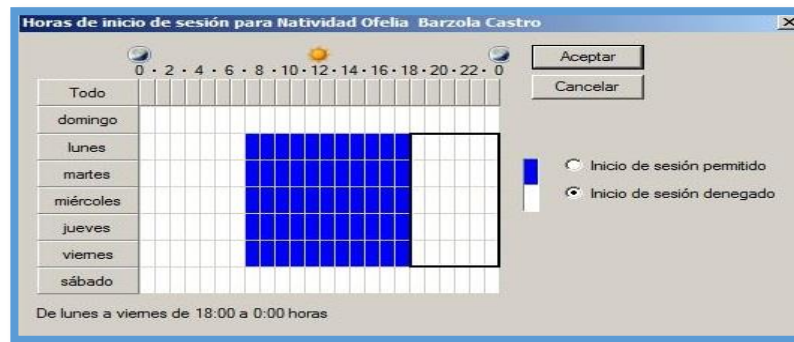 Horas de inicio de sesión para Natividad Ofelia Barzola Castro
Aceptar
0 · 2 · 4 · 6 · 8 · 10 · 12 · 14 · 16 · 18 · 20 · 22 · 0
Cancelar
Todo
domingo
lunes
martes
miércoles
jueves
viernes
sábado
Inicio de sesión permitido
Inicio de sesión denegado
De lunes a viernes de 18:00 a 0:00 horas